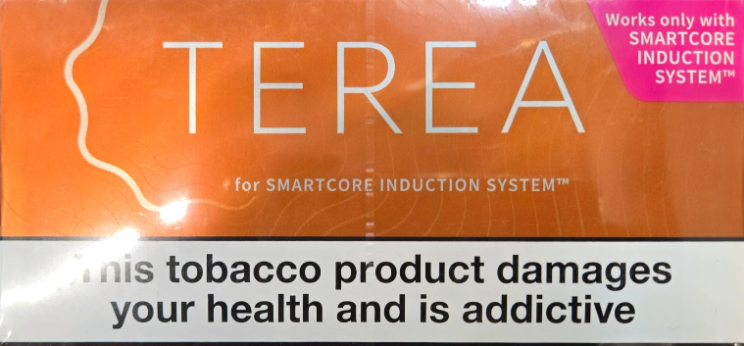 TEREA
Works only with
SMARTCORE
INDUCTION
SYSTEM™
for SMARTCORE INDUCTION SYSTEM™
This tobacco product damages
your health and is addictive